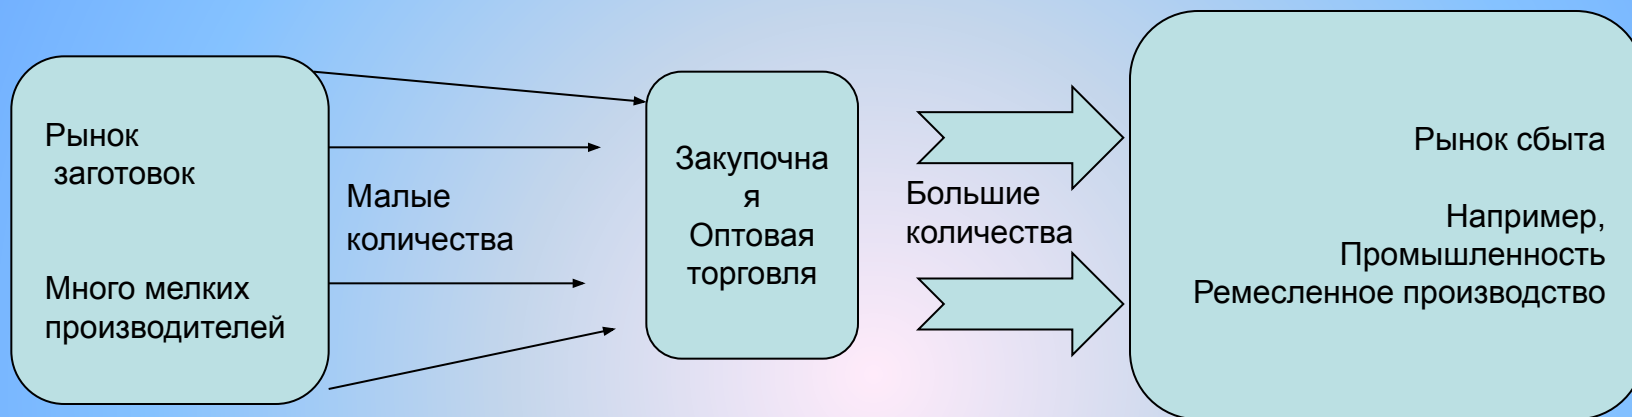 Рынок
заготовок
Много мелких
производителей
Малые
количества
Закупочна
я
Оптовая
торговля
Большие
количества
Рынок сбыта
Например,
Промышленность
Ремесленное производство